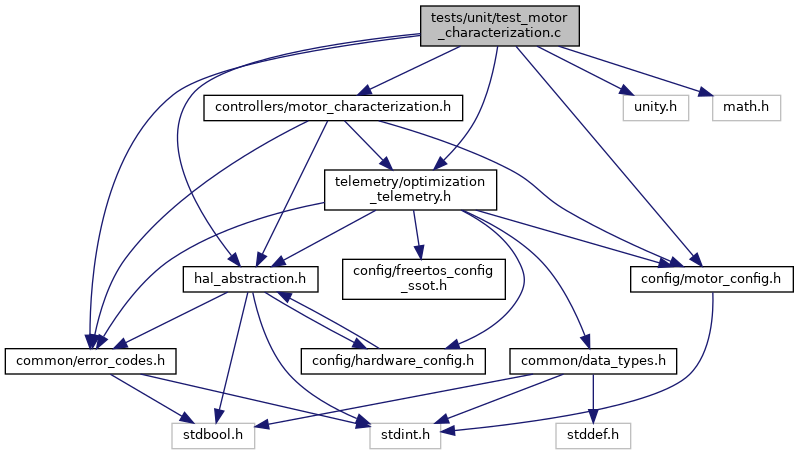 tests/unit/test_motor
_characterization.c
controllers/motor_characterization.h
unity.h
math.h
telemetry/optimization
_telemetry.h
hal_abstraction.h
config/freertos_config
_ssot.h
config/motor_config.h
common/error_codes.h
config/hardware_config.h
common/data_types.h
stdbool.h
stdint.h
stddef.h